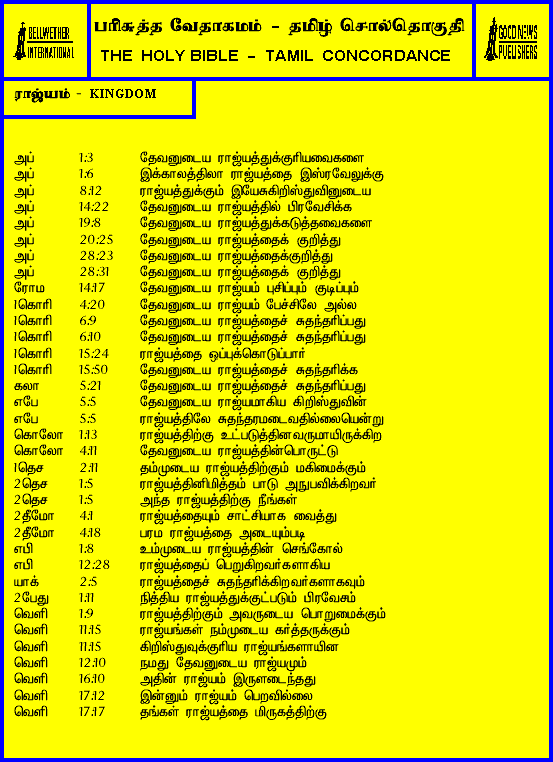 BELLWETHER
INTERNATIONAL
பரிசுத்த வேதாகமம் - தமிழ் சொல்தொகுதி
THE HOLY BIBLE - TAMIL CONCORDANCE
GOOD NEWS
PUBLISHERS
ராஜ்யம் - KINGDOM
அப் 1:3 தேவனுடைய ராஜ்யத்துக்குரியவைகளை
அப் 1:6 இக்காலத்திலா ராஜ்யத்தை இஸ்ரவேலுக்கு
அப் 8:12 ராஜ்யத்துக்கும் இயேசுகிறிஸ்துவினுடைய
அப் 14:22 தேவனுடைய ராஜ்யத்தில் பிரவேசிக்க
அப் 19:8 தேவனுடைய ராஜ்யத்துக்கடுத்தவைகளை
அப் 20:25 தேவனுடைய ராஜ்யத்தைக் குறித்து
அப் 28:23 தேவனுடைய ராஜ்யத்தைக்குறித்து
அப் 28:31 தேவனுடைய ராஜ்யத்தைக் குறித்து
ரோம 14:17 தேவனுடைய ராஜ்யம் புசிப்பும் குடிப்பும்
1கொரி 4:20 தேவனுடைய ராஜ்யம் பேச்சிலே அல்ல
1கொரி 6:9 தேவனுடைய ராஜ்யத்தைச் சுதந்தரிப்பது
1கொரி 6:10 தேவனுடைய ராஜ்யத்தைச் சுதந்தரிப்பது
1கொரி 15:24 ராஜ்யத்தை ஒப்புக்கொடுப்பார்
1கொரி 15:50 தேவனுடைய ராஜ்யத்தைச் சுதந்தரிக்க
கலா 5:21 தேவனுடைய ராஜ்யத்தைச் சுதந்தரிப்பது
எபே 5:5 தேவனுடைய ராஜ்யமாகிய கிறிஸ்துவின்
எபே 5:5 ராஜ்யத்திலே சுதந்தரமடைவதில்லையென்று
கொலோ 1:13 ராஜ்யத்திற்கு உட்படுத்தினவருமாயிருக்கிற
கொலோ 4:11 தேவனுடைய ராஜ்யத்தின்பொருட்டு
1தெச 2:11 தம்முடைய ராஜ்யத்திற்கும் மகிமைக்கும்
2தெச 1:5 ராஜ்யத்தினிமித்தம் பாடு அநுபவிக்கிறவர்
2தெச 1:5 அந்த ராஜ்யத்திற்கு நீங்கள்
2தீமோ 4:1 ராஜ்யத்தையும் சாட்சியாக வைத்து
2தீமோ 4:18 பரம ராஜ்யத்தை அடையும்படி
எபி 1:8 உம்முடைய ராஜ்யத்தின் செங்கோல்
எபி 12:28 ராஜ்யத்தைப் பெறுகிறவர்களாகிய
யாக் 2:5 ராஜ்யத்தைச் சுதந்தரிக்கிறவர்களாகவும்
2பேது 1:11 நித்திய ராஜ்யத்துக்குட்படும் பிரவேசம்
வெளி 1:9 ராஜ்யத்திற்கும் அவருடைய பொறுமைக்கும்
வெளி 11:15 ராஜ்யங்கள் நம்முடைய கர்த்தருக்கும்
வெளி 11:15 கிறிஸ்துவுக்குரிய ராஜ்யங்களாயின
வெளி 12:10 நமது தேவனுடைய ராஜ்யமும்
வெளி 16:10 அதின் ராஜ்யம் இருளடைந்தது
வெளி 17:12 இன்னும் ராஜ்யம் பெறவில்லை
வெளி 17:17 தங்கள் ராஜ்யத்தை மிருகத்திற்கு